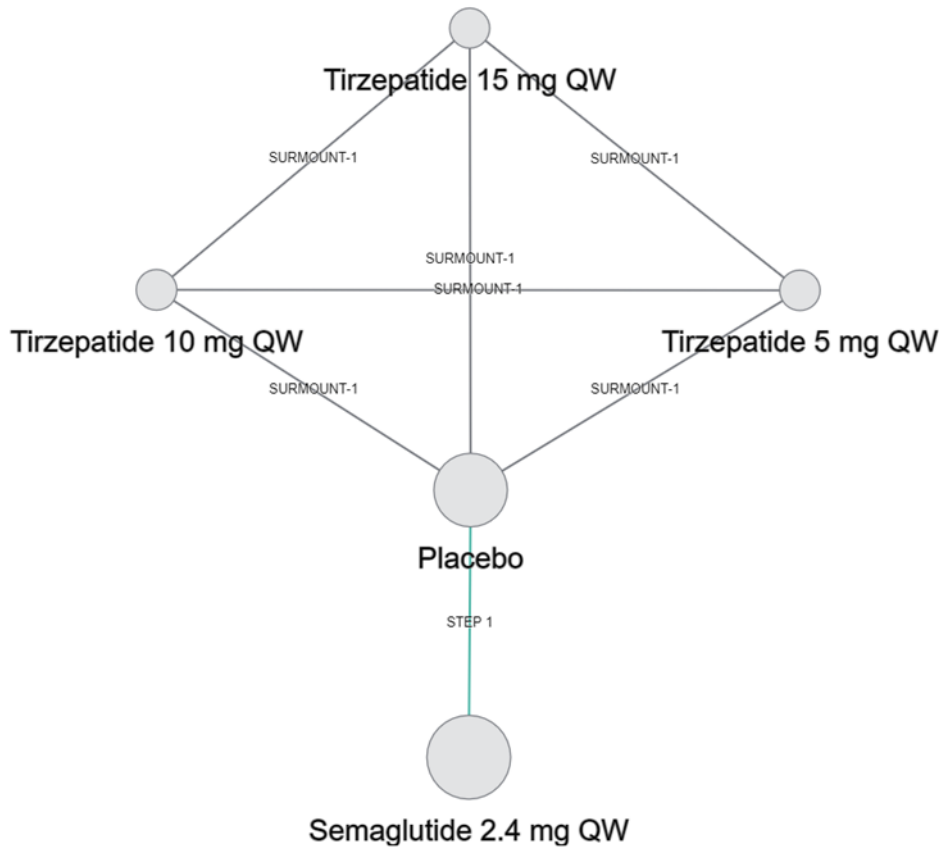 Tirzepatide 15 mg QW
SURMOUNT-1
SURMOUNT-1
SURMOUNT-1
SURMOUNT-1
Tirzepatide 10 mg QW
Tirzepatide 5 mg QW
SURMOUNT-1
SURMOUNT-1
Placebo
STEP 1
Semaglutide 2.4 mg QW